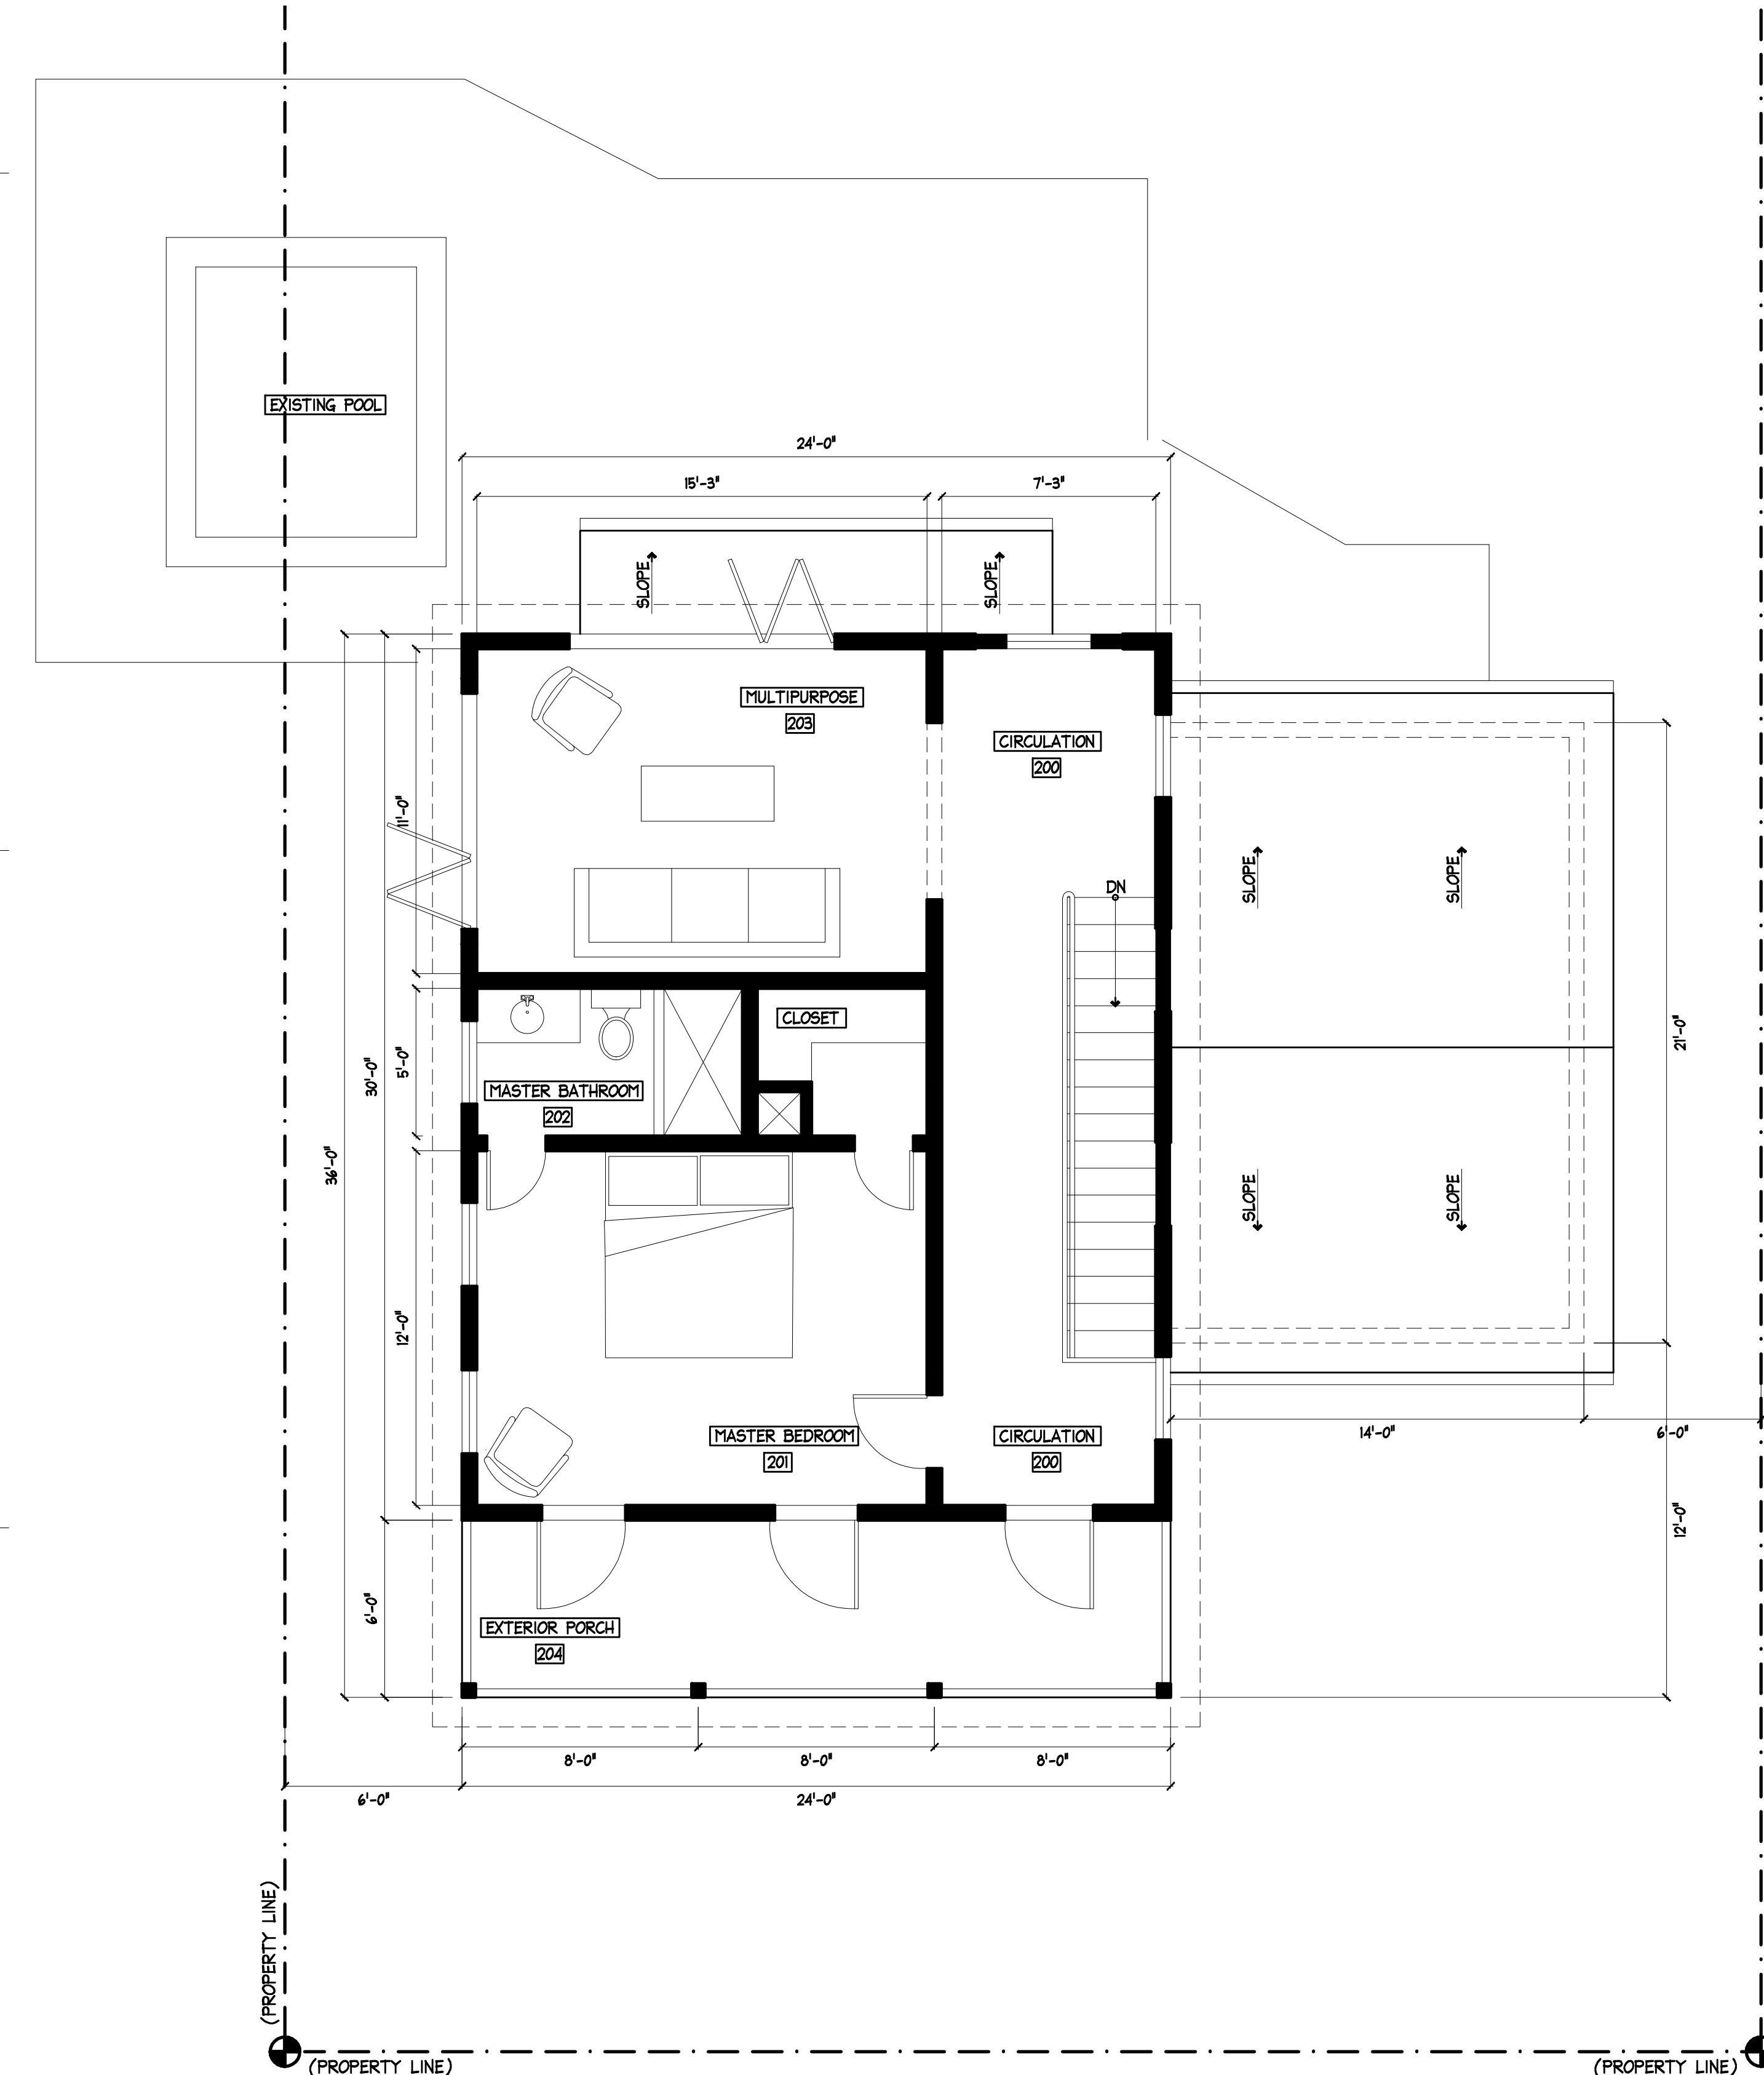 EXISTING POOL
24'-0"
15'-3"
7'-3"
SLOPE
SLOPE
MULTIPURPOSE
203
CIRCULATION
200
11'-0"
SLOPE
SLOPE
DN
CLOSET
21'-0"
30'-0"
5'-0"
MASTER BATHROOM
202
36'-0"
SLOPE
SLOPE
12'-0"
MASTER BEDROOM
201
CIRCULATION
200
14'-0"
6'-0"
12'-0"
6'-0"
EXTERIOR PORCH
204
8'-0"
8'-0"
8'-0"
6'-0"
24'-0"
(PROPERTY LINE)
(PROPERTY LINE)
(PROPERTY LINE)